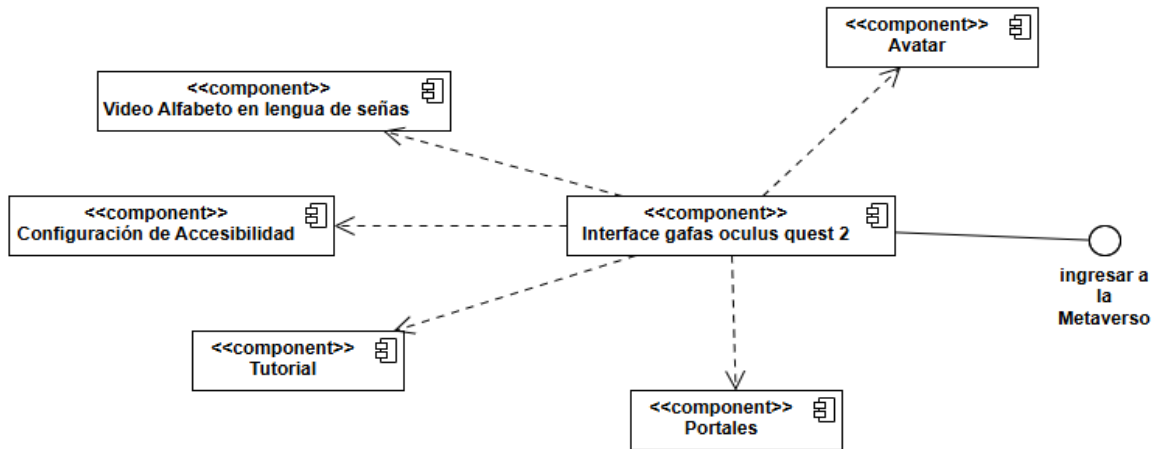 <<component>>
Avatar
<<component>>
Video Alfabeto en lengua de señas
<<component>>
Configuración de Accesibilidad
<<component>>
Interface gafas oculus quest 2
ingresar a
la
Metaverso
<<component>>
Tutorial
<<component>>
Portales